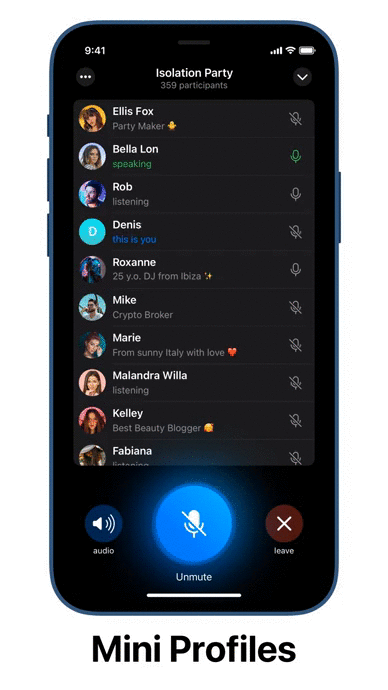 9:41
Isolation Party
359 participants
Ellis Fox
Party Maker 🐥
Bella Lon
speaking
Rob
listening
D
Denis
this is you
Roxanne
25 y.o. DJ from Ibiza ✨
Mike
Crypto Broker
Marie
From sunny Italy with love ❤️
Malandra Willa
listening
Kelley
Best Beauty Blogger 🥰
Fabiana
listening
audio
leave
Unmute
Mini Profiles